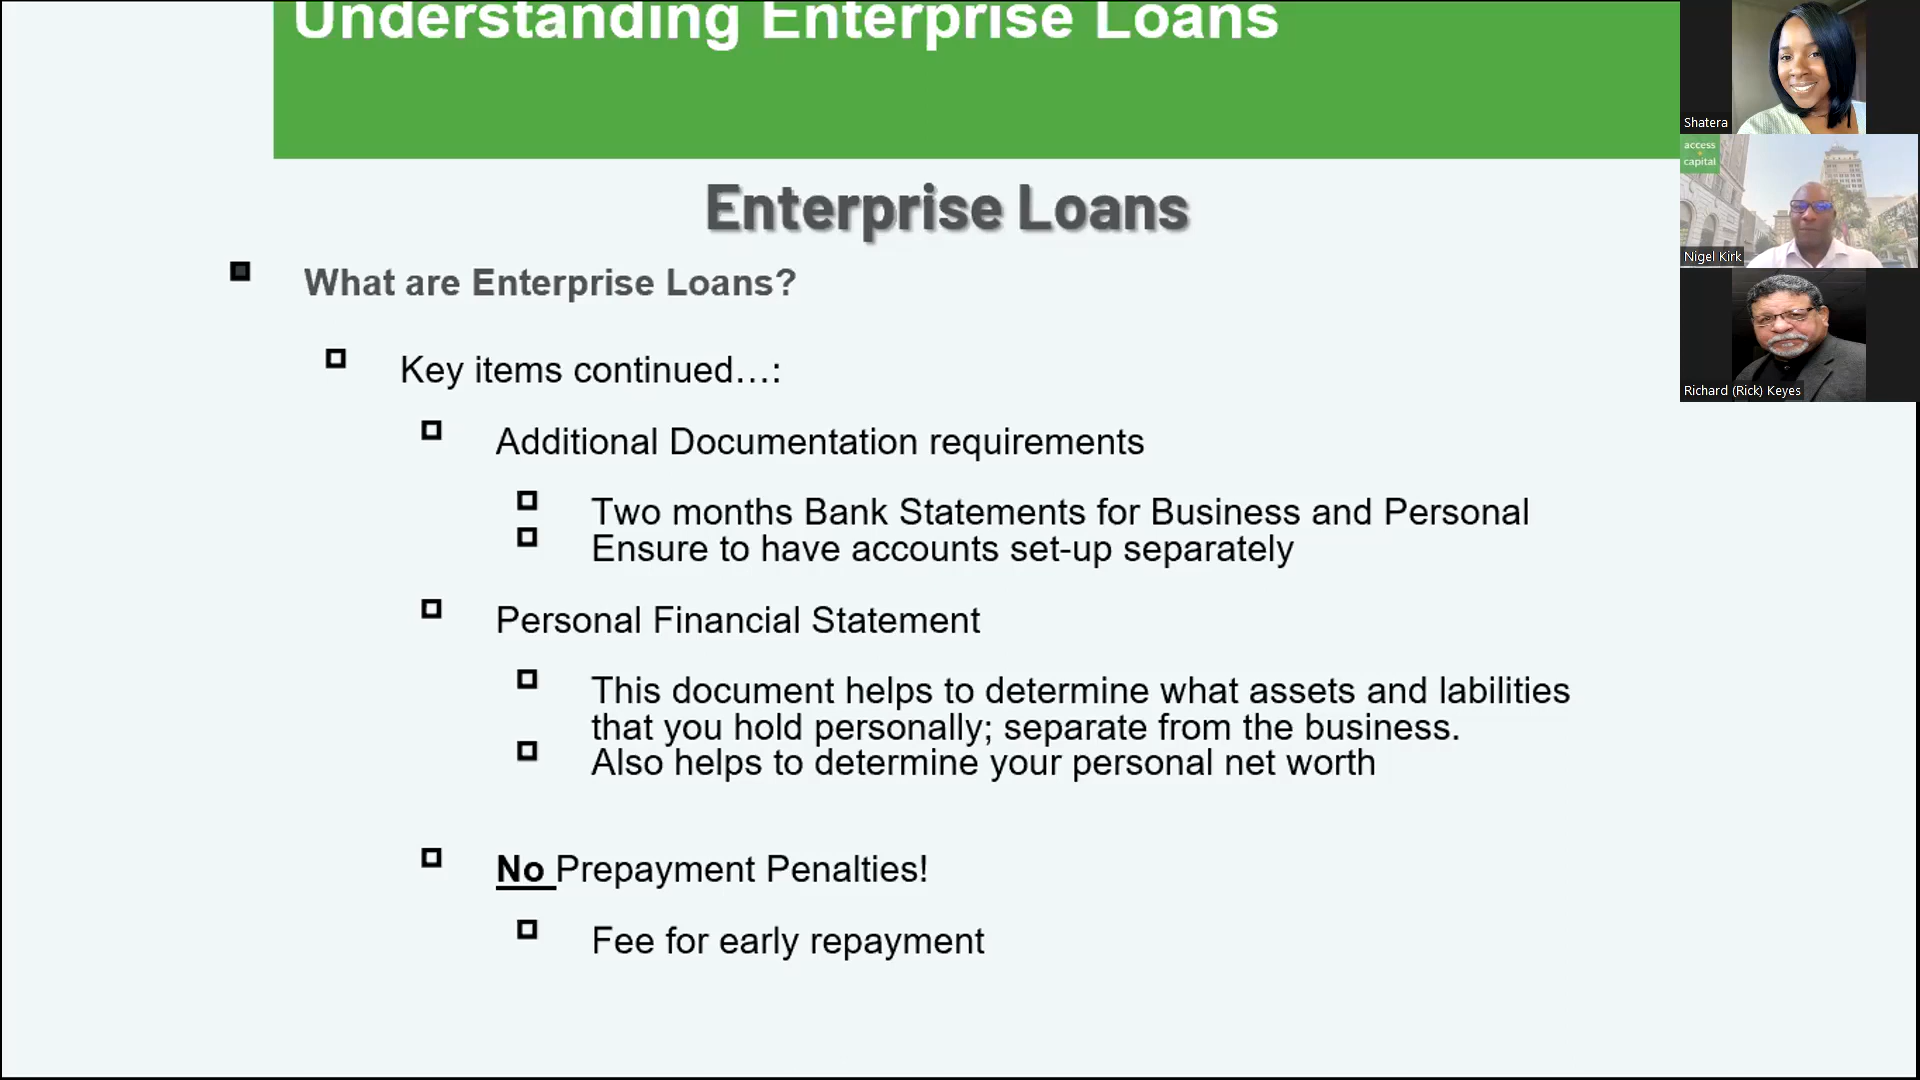 Understanding Enterprise Loans
Enterprise Loans
What are Enterprise Loans?
Key items continued…:
Additional Documentation requirements
Two months Bank Statements for Business and Personal
Ensure to have accounts set-up separately
Personal Financial Statement
This document helps to determine what assets and labilities
that you hold personally; separate from the business.
Also helps to determine your personal net worth
No Prepayment Penalties!
Fee for early repayment
Shatera
access
capital
Nigel Kirk
Richard (Rick) Keyes